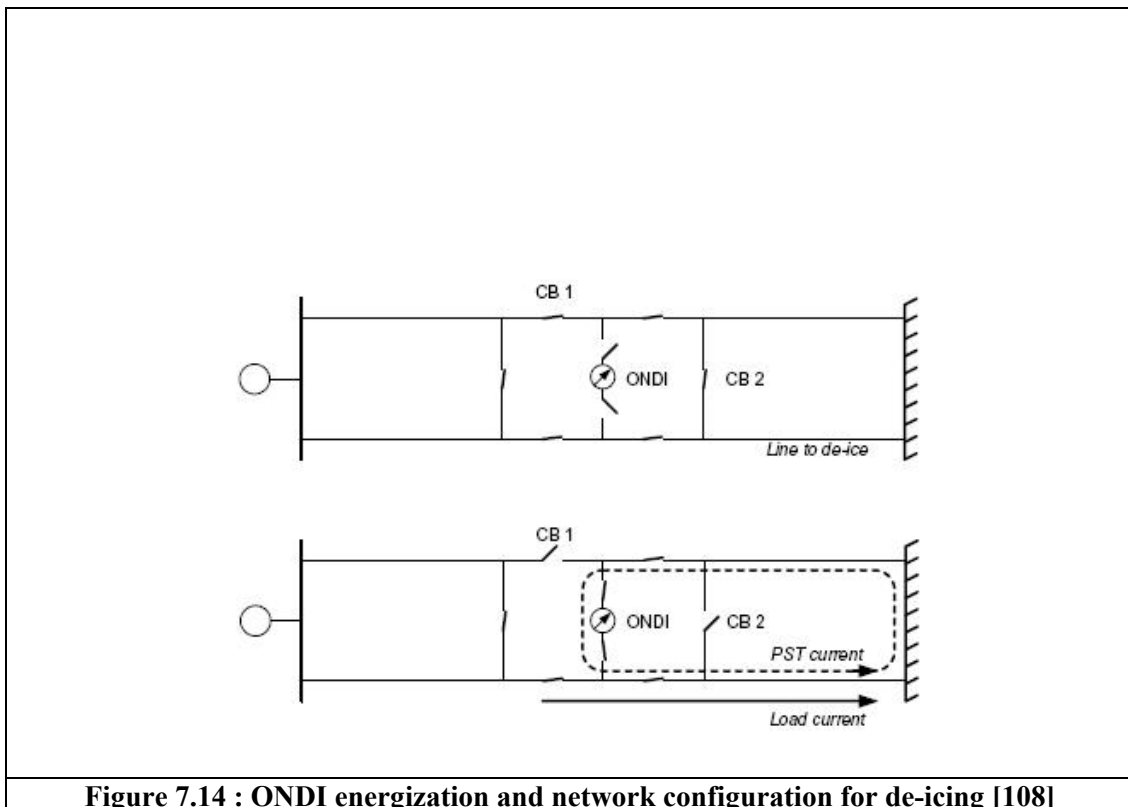 CB 1
ONDI
CB 2
Line to de-ice
CB 1
ONDI
CB 2
PST current
Load current
Figure 7.14 : ONDI energization and network configuration for de-icing [108]